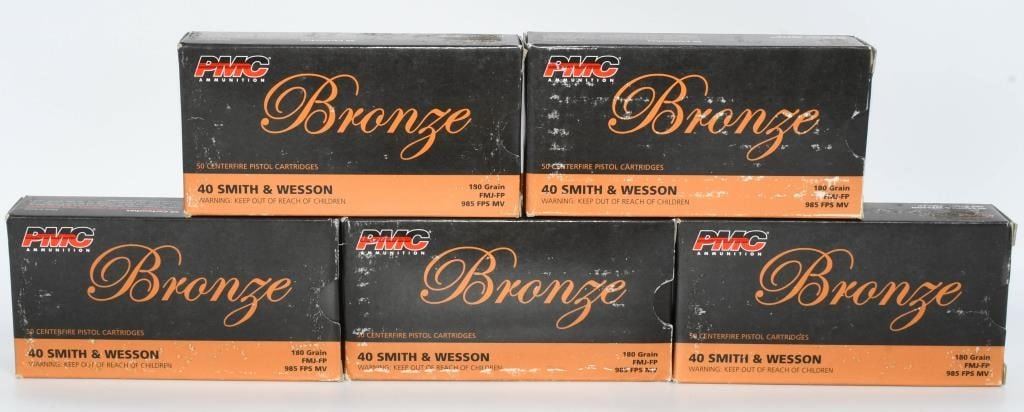 PMC
AMMUNITION
Bronze
50 CENTERFIRE PISTOL CARTRIDGES
40 SMITH & WESSON
WARNING: KEEP OUT OF REACH OF CHILDREN
180 Grain
FMJ-FP
985 FPS MV
PMC
AMMUNITION
Bronze
50 CENTERFIRE PISTOL CARTRIDGES
40 SMITH & WESSON
WARNING: KEEP OUT OF REACH OF CHILDREN
180 Grain
FMJ-FP
985 FPS MV
PMC
AMMUNITION
Bronze
50 CENTERFIRE PISTOL CARTRIDGES
40 SMITH & WESSON
WARNING: KEEP OUT OF REACH OF CHILDREN
180 Grain
FMJ-FP
985 FPS MV
PMC
AMMUNITION
Bronze
50 CENTERFIRE PISTOL CARTRIDGES
40 SMITH & WESSON
WARNING: KEEP OUT OF REACH OF CHILDREN
180 Grain
FMJ-FP
985 FPS MV
PMC
AMMUNITION
Bronze
50 CENTERFIRE PISTOL CARTRIDGES
40 SMITH & WESSON
WARNING: KEEP OUT OF REACH OF CHILDREN
180 Grain
FMJ-FP
985 FPS MV